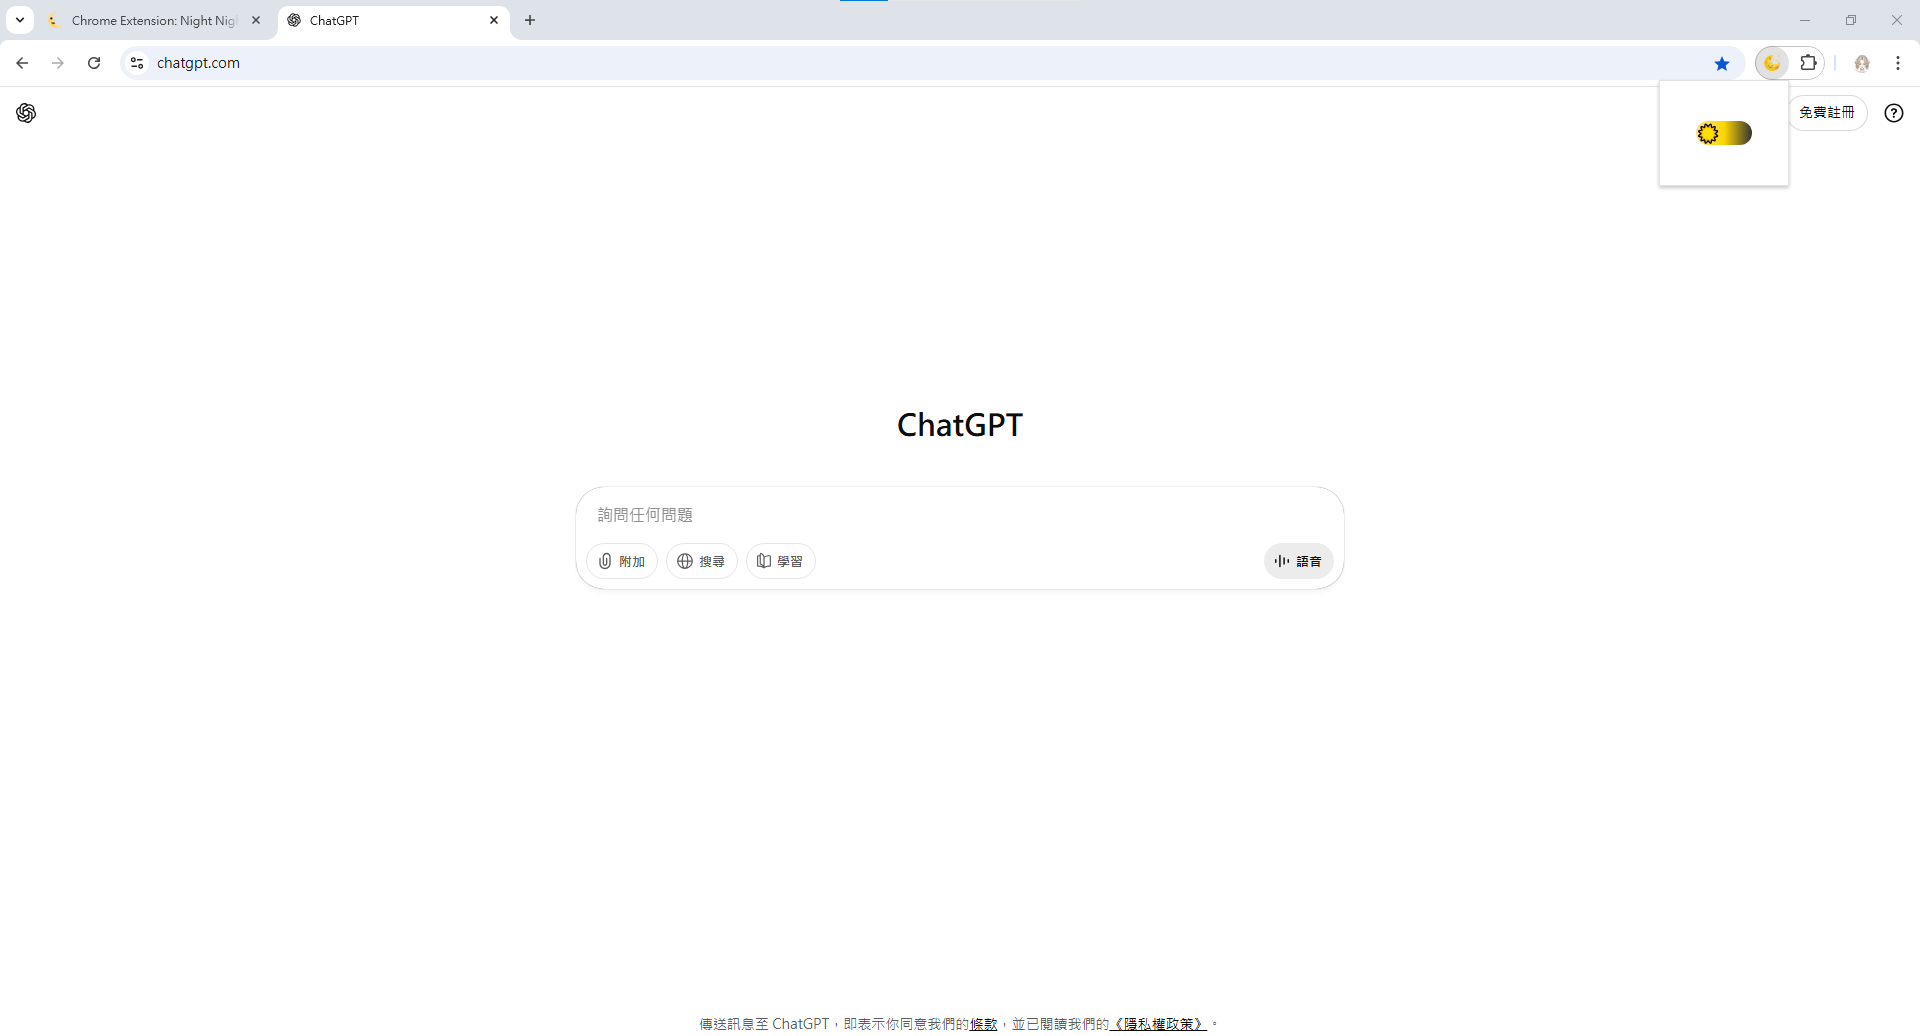 Chrome Extension: Night Nig
ChatGPT
chatgpt.com
免費註冊
ChatGPT
詢問任何問題
附加
搜尋
學習
語音
傳送訊息至 ChatGPT，即表示你同意我們的條款，並已閱讀我們的《隱私權政策》。